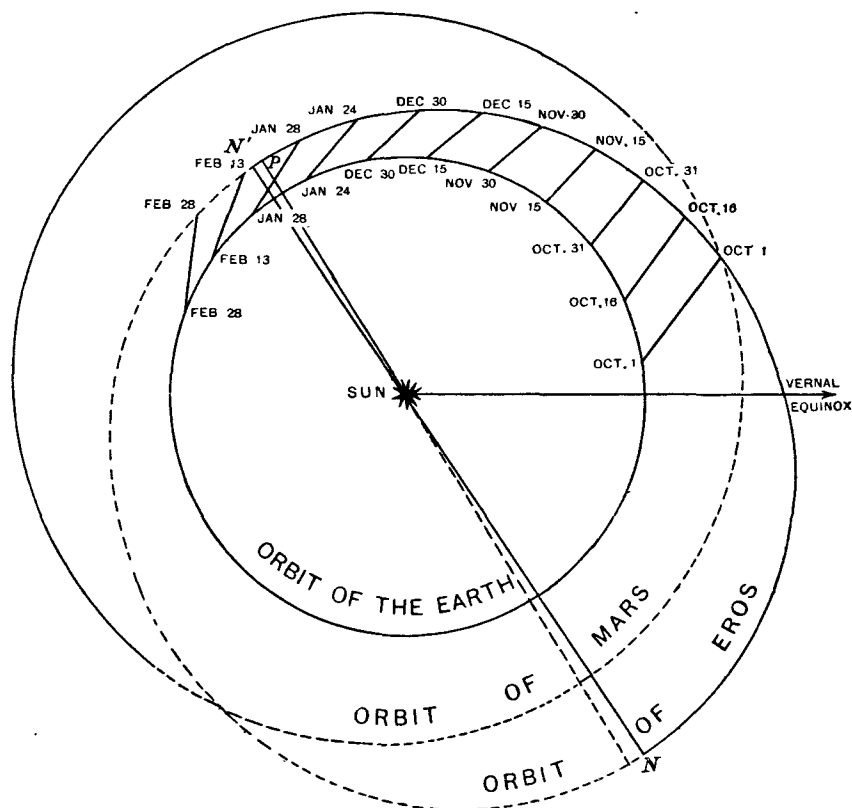 DEC 30
JAN 24
DEC 15
NOV 30
JAN 28
N'
P
NOV, 15
FEB 13
OCT. 31
DEC 30
DEC 15
JAN 24
NOV 30
FEB 28
NOV 15
OCT, 16
JAN 28
OCT 1
OCT. 31
FEB 13
OCT, 16
FEB 28
OCT. 1
SUN
VERNAL
EQUINOX
ORBIT OF THE EARTH
ORBIT OF MARS
ORBIT OF EROS
N